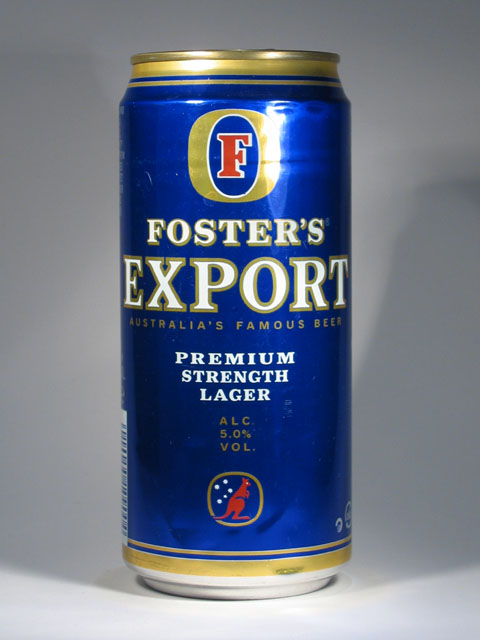 F
FOSTER'S
EXPORT
AUSTRALIA'S FAMOUS BEER
PREMIUM
STRENGTH
LAGER
ALC.
5.0%
VOL.